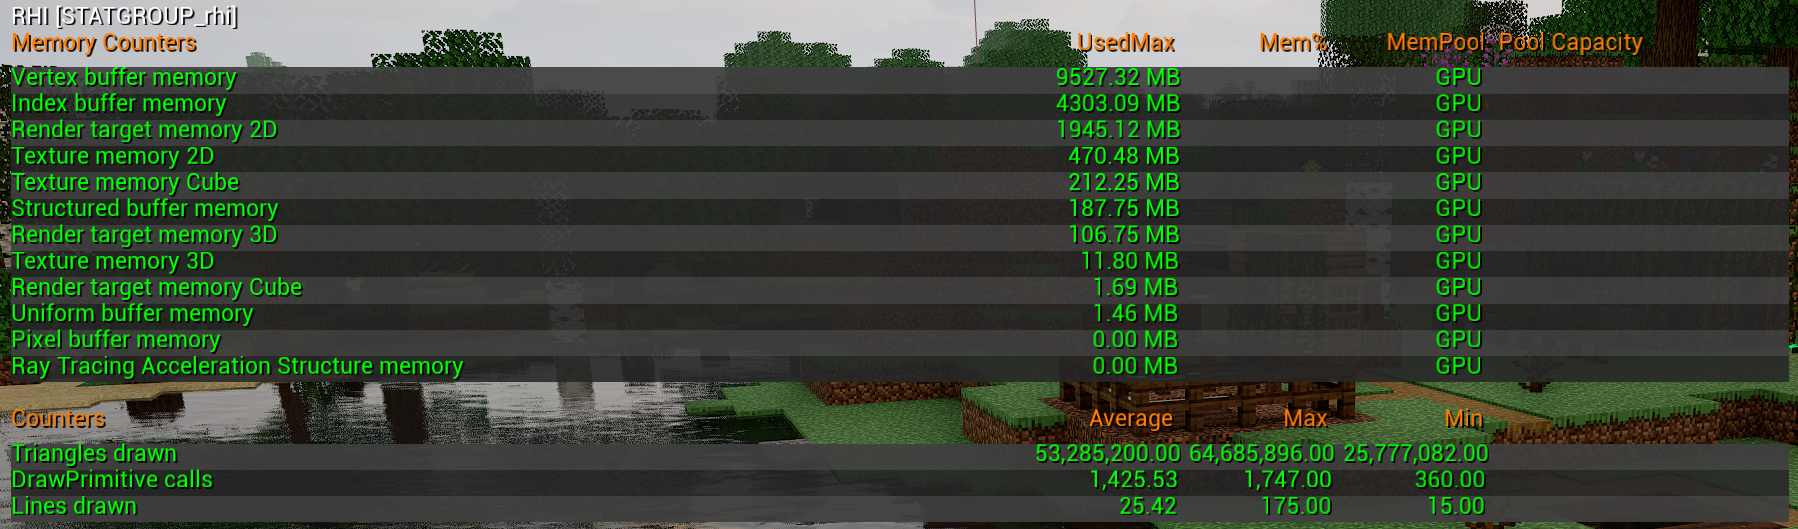 RHI [STATGROUP_rhi]
Memory Counters UsedMax Mem% MemPool Pool Capacity
Vertex buffer memory 9527.32 MB GPU
Index buffer memory 4303.09 MB GPU
Render target memory 2D 1945.12 MB GPU
Texture memory 2D 470.48 MB GPU
Texture memory Cube 212.25 MB GPU
Structured buffer memory 187.75 MB GPU
Render target memory 3D 106.75 MB GPU
Texture memory 3D 11.80 MB GPU
Render target memory Cube 1.69 MB GPU
Uniform buffer memory 1.46 MB GPU
Pixel buffer memory 0.00 MB GPU
Ray Tracing Acceleration Structure memory 0.00 MB GPU
Counters Average Max Min
Triangles drawn 53,285,200.00 64,685,896.00 25,777,082.00
DrawPrimitive calls 1,425.53 1,747.00 360.00
Lines drawn 25.42 175.00 15.00